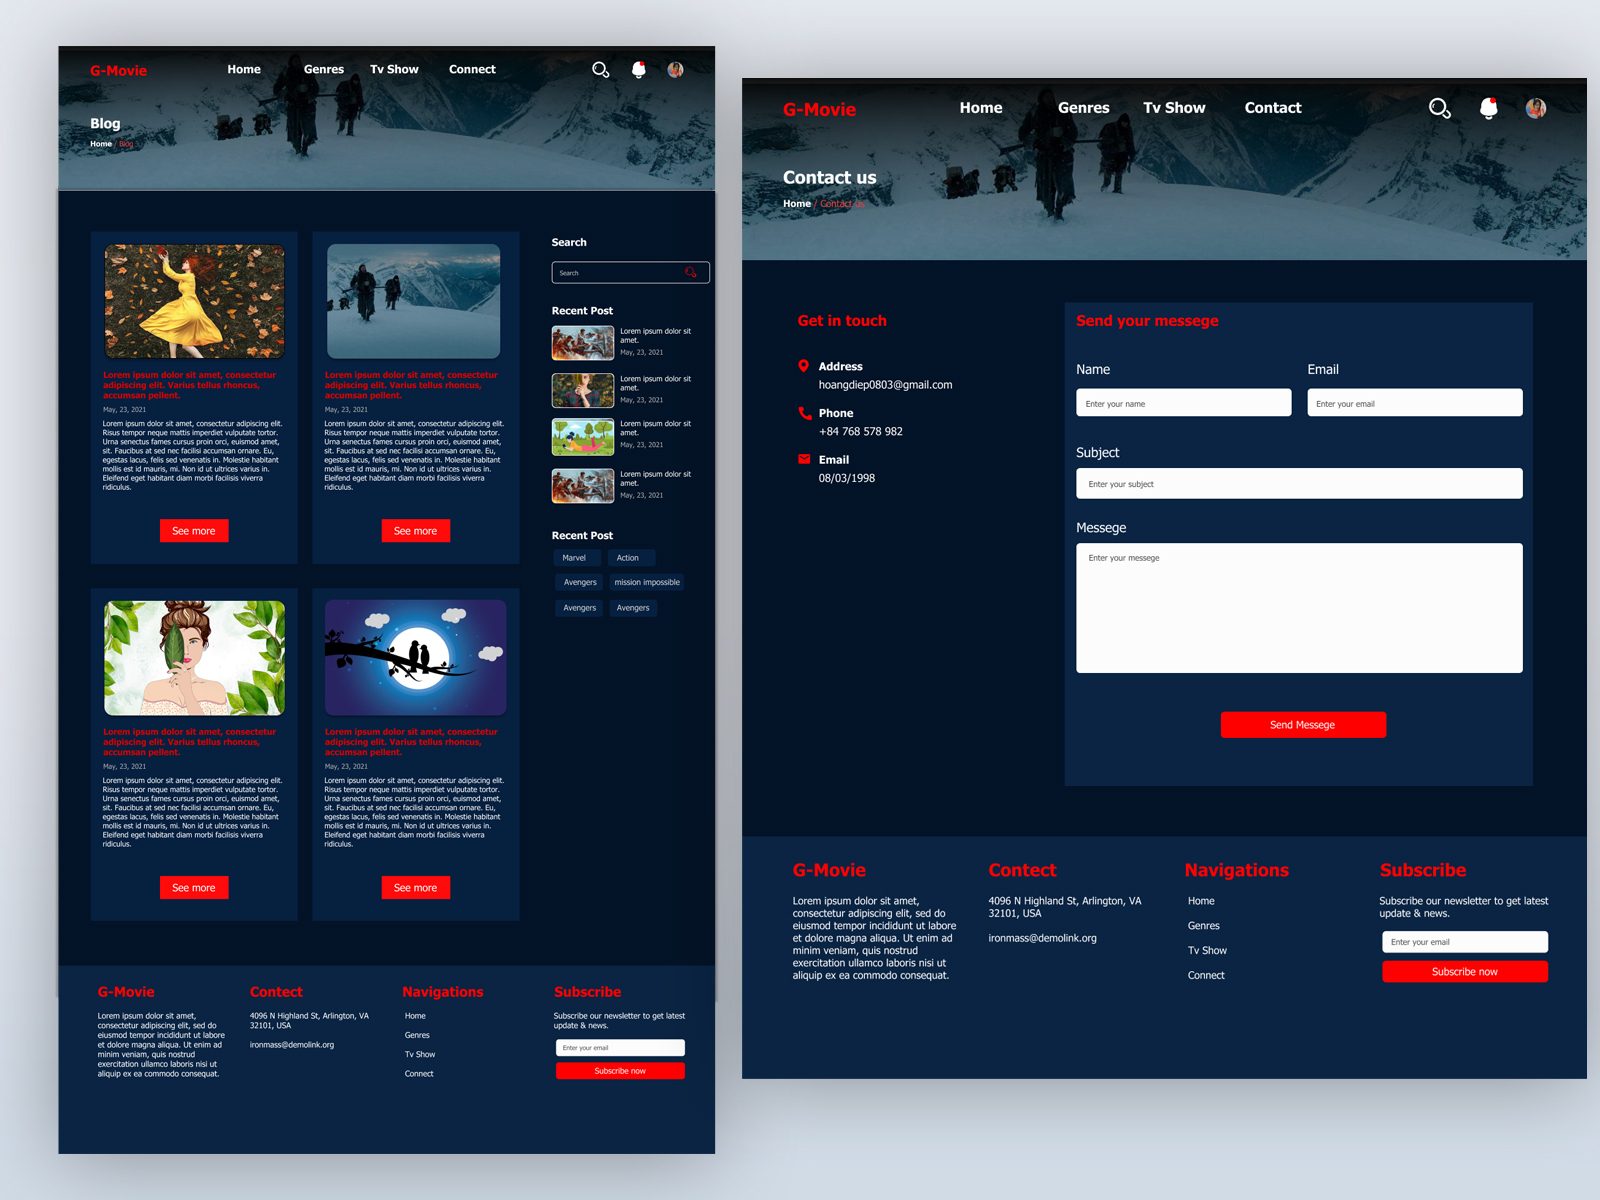 G-Movie
Home
Genres
Tv Show
Connect
Blog
Home / Blog
Lorem ipsum dolor sit amet, consectetur
adipiscing elit. Varius tellus rhoncus,
accumsan pellent.
May, 23, 2021
Lorem ipsum dolor sit amet, consectetur adipiscing elit.
Risus tempor neque mattis imperdiet vulputate tortor.
Urna senectus fames cursus proin orci, euismod amet,
sit. Faucibus at sed nec facilisi accumsan ornare. Eu,
egestas lacus, felis sed venenatis in. Molestie habitant
mollis est id mauris, mi. Non id ut ultrices varius in.
Eleifend eget habitant diam morbi facilisis viverra
ridiculus.
See more
Lorem ipsum dolor sit amet, consectetur
adipiscing elit. Varius tellus rhoncus,
accumsan pellent.
May, 23, 2021
Lorem ipsum dolor sit amet, consectetur adipiscing elit.
Risus tempor neque mattis imperdiet vulputate tortor.
Urna senectus fames cursus proin orci, euismod amet,
sit. Faucibus at sed nec facilisi accumsan ornare. Eu,
egestas lacus, felis sed venenatis in. Molestie habitant
mollis est id mauris, mi. Non id ut ultrices varius in.
Eleifend eget habitant diam morbi facilisis viverra
ridiculus.
See more
Lorem ipsum dolor sit amet, consectetur
adipiscing elit. Varius tellus rhoncus,
accumsan pellent.
May, 23, 2021
Lorem ipsum dolor sit amet, consectetur adipiscing elit.
Risus tempor neque mattis imperdiet vulputate tortor.
Urna senectus fames cursus proin orci, euismod amet,
sit. Faucibus at sed nec facilisi accumsan ornare. Eu,
egestas lacus, felis sed venenatis in. Molestie habitant
mollis est id mauris, mi. Non id ut ultrices varius in.
Eleifend eget habitant diam morbi facilisis viverra
ridiculus.
See more
Lorem ipsum dolor sit amet, consectetur
adipiscing elit. Varius tellus rhoncus,
accumsan pellent.
May, 23, 2021
Lorem ipsum dolor sit amet, consectetur adipiscing elit.
Risus tempor neque mattis imperdiet vulputate tortor.
Urna senectus fames cursus proin orci, euismod amet,
sit. Faucibus at sed nec facilisi accumsan ornare. Eu,
egestas lacus, felis sed venenatis in. Molestie habitant
mollis est id mauris, mi. Non id ut ultrices varius in.
Eleifend eget habitant diam morbi facilisis viverra
ridiculus.
See more
Search
Search
Recent Post
Lorem ipsum dolor sit
amet.
May, 23, 2021
Lorem ipsum dolor sit
amet.
May, 23, 2021
Lorem ipsum dolor sit
amet.
May, 23, 2021
Lorem ipsum dolor sit
amet.
May, 23, 2021
Recent Post
Marvel
Action
Avengers
mission impossible
Avengers
Avengers
G-Movie
Lorem ipsum dolor sit amet,
consectetur adipiscing elit, sed do
eiusmod tempor incididunt ut labore
et dolore magna aliqua. Ut enim ad
minim veniam, quis nostrud
exercitation ullamco laboris nisi ut
aliquip ex ea commodo consequat.
Contect
4096 N Highland St, Arlington, VA
32101, USA
ironmass@demolink.org
Navigations
Home
Genres
Tv Show
Connect
Subscribe
Subscribe our newsletter to get latest
update & news.
Enter your email
Subscribe now
G-Movie
Home
Genres
Tv Show
Contact
Contact us
Home / Contact us
Get in touch
Address
hoangdiep0803@gmail.com
Phone
+84 768 578 982
Email
08/03/1998
Send your messege
Name
Email
Enter your name
Enter your email
Subject
Enter your subject
Messege
Enter your messege
Send Messege
G-Movie
Lorem ipsum dolor sit amet,
consectetur adipiscing elit, sed do
eiusmod tempor incididunt ut labore
et dolore magna aliqua. Ut enim ad
minim veniam, quis nostrud
exercitation ullamco laboris nisi ut
aliquip ex ea commodo consequat.
Contect
4096 N Highland St, Arlington, VA
32101, USA
ironmass@demolink.org
Navigations
Home
Genres
Tv Show
Connect
Subscribe
Subscribe our newsletter to get latest
update & news.
Enter your email
Subscribe now